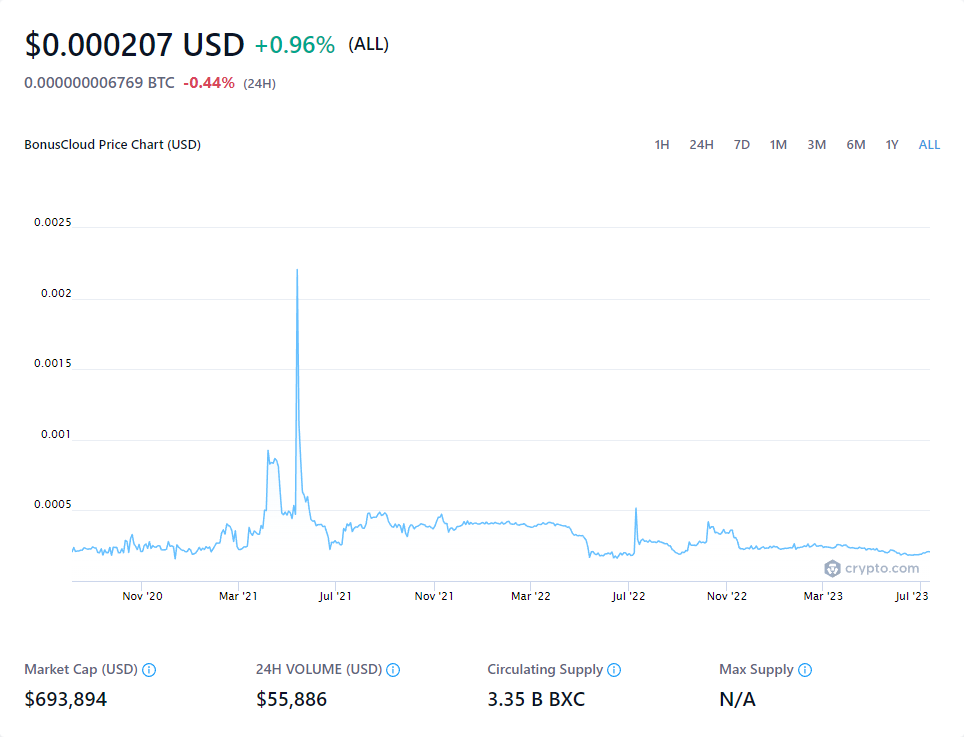 $0.000207 USD +0.96% (ALL)
0.000000006769 BTC -0.44% (24H)
BonusCloud Price Chart (USD) 1H 24H 7D 1M 3M 6M 1Y ALL
0.0025
0.002
0.0015
0.001
0.0005
crypto.com
Nov '20 Mar '21 Jul '21 Nov '21 Mar '22 Jul '22 Nov '22 Mar '23 Jul '23
Market Cap (USD) 24H VOLUME (USD) Circulating Supply Max Supply
$693,894 $55,886 3.35 B BXC N/A